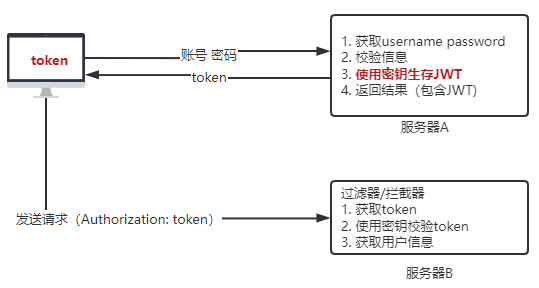 token
账号 密码
token
1. 获取username password
2. 校验信息
3. 使用密钥生存JWT
4. 返回结果（包含JWT)
服务器A
发送请求（Authorization: token）
过滤器/拦截器
1. 获取token
2. 使用密钥校验token
3. 获取用户信息
服务器B